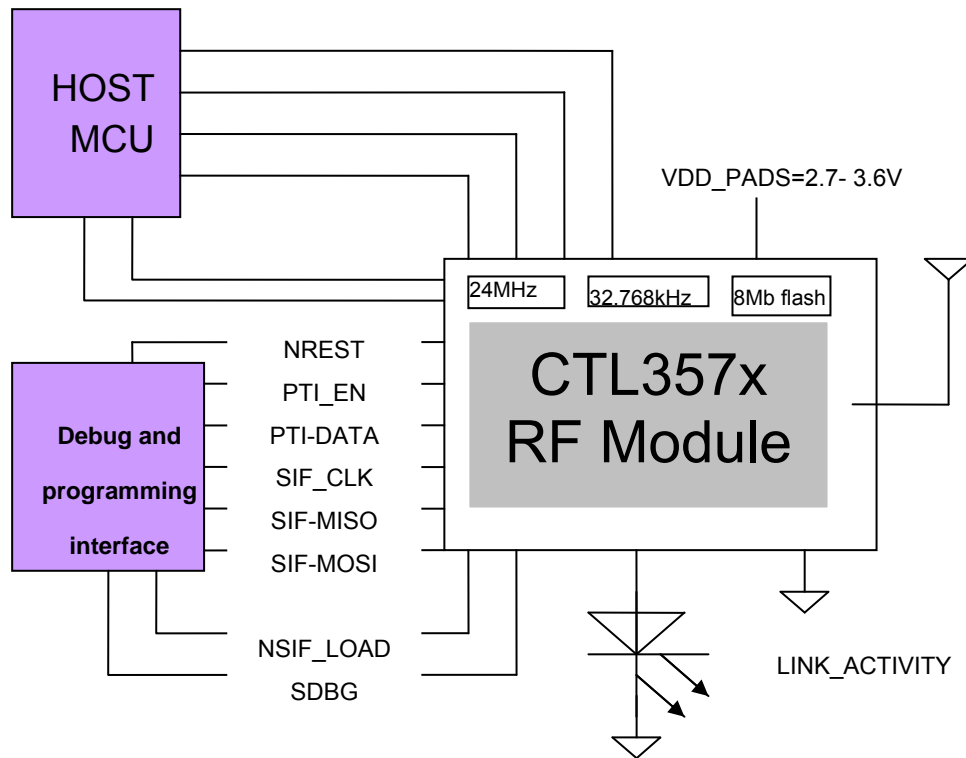 HOST
MCU
VDD_PADS=2.7- 3.6V
24MHz
32.768kHz
8Mb flash
CTL357x
RF Module
NREST
PTI_EN
PTI-DATA
SIF_CLK
SIF-MISO
SIF-MOSI
Debug and
programming
interface
NSIF_LOAD
SDBG
LINK_ACTIVITY